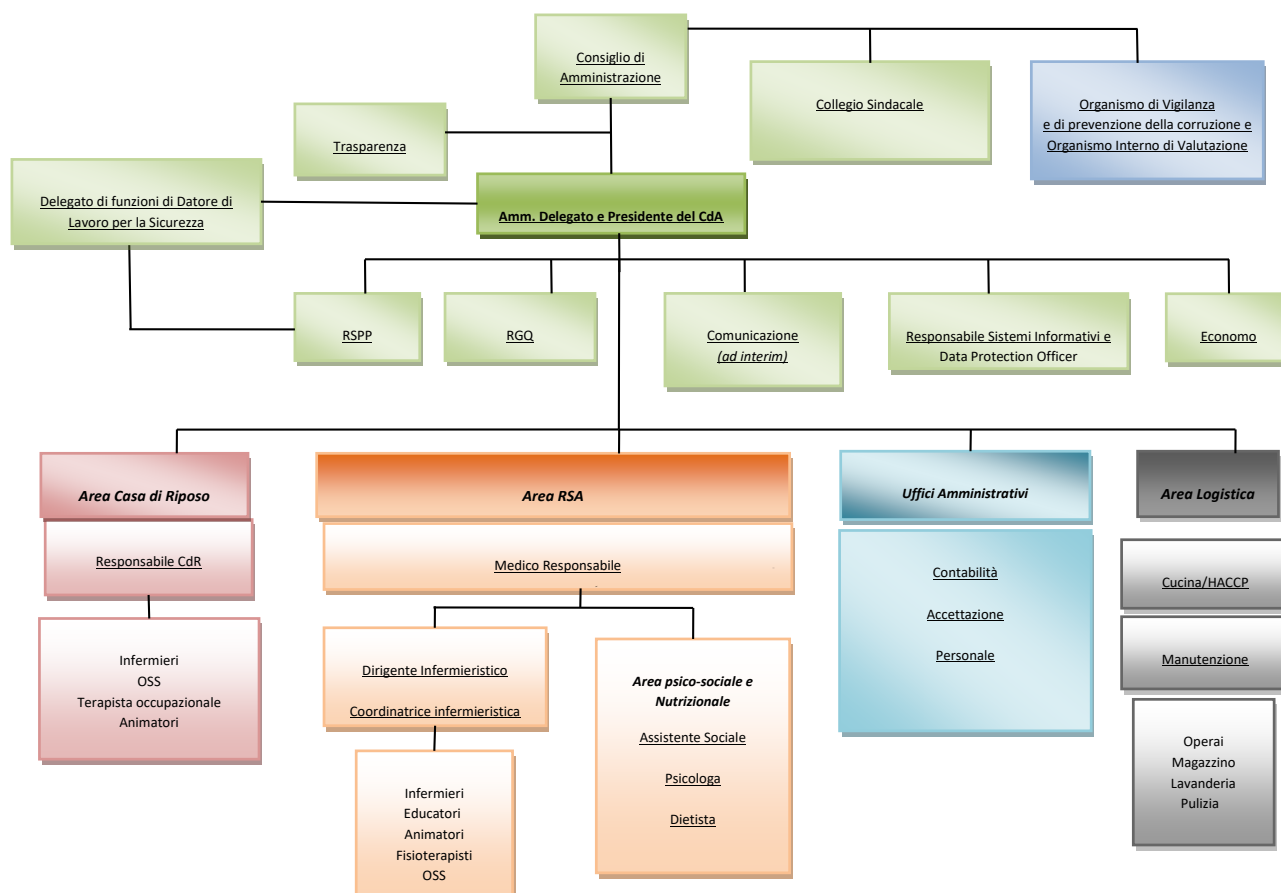 Consiglio di
Amministrazione
Collegio Sindacale
Organismo di Vigilanza
e di prevenzione della corruzione e
Organismo Interno di Valutazione
Trasparenza
Delegato di funzioni di Datore di
Lavoro per la Sicurezza
Amm. Delegato e Presidente del CdA
RSPP
RGQ
Comunicazione
(ad interim)
Responsabile Sistemi Informativi e
Data Protection Officer
Economo
Area Casa di Riposo
Responsabile CdR
Infermieri
OSS
Terapista occupazionale
Animatori
Area RSA
Medico Responsabile
Dirigente Infermieristico
Coordinatrice infermieristica
Infermieri
Educatori
Animatori
Fisioterapisti
OSS
Area psico-sociale e
Nutrizionale
Assistente Sociale
Psicologa
Dietista
Uffici Amministrativi
Contabilità
Accettazione
Personale
Area Logistica
Cucina/HACCP
Manutenzione
Operai
Magazzino
Lavanderia
Pulizia